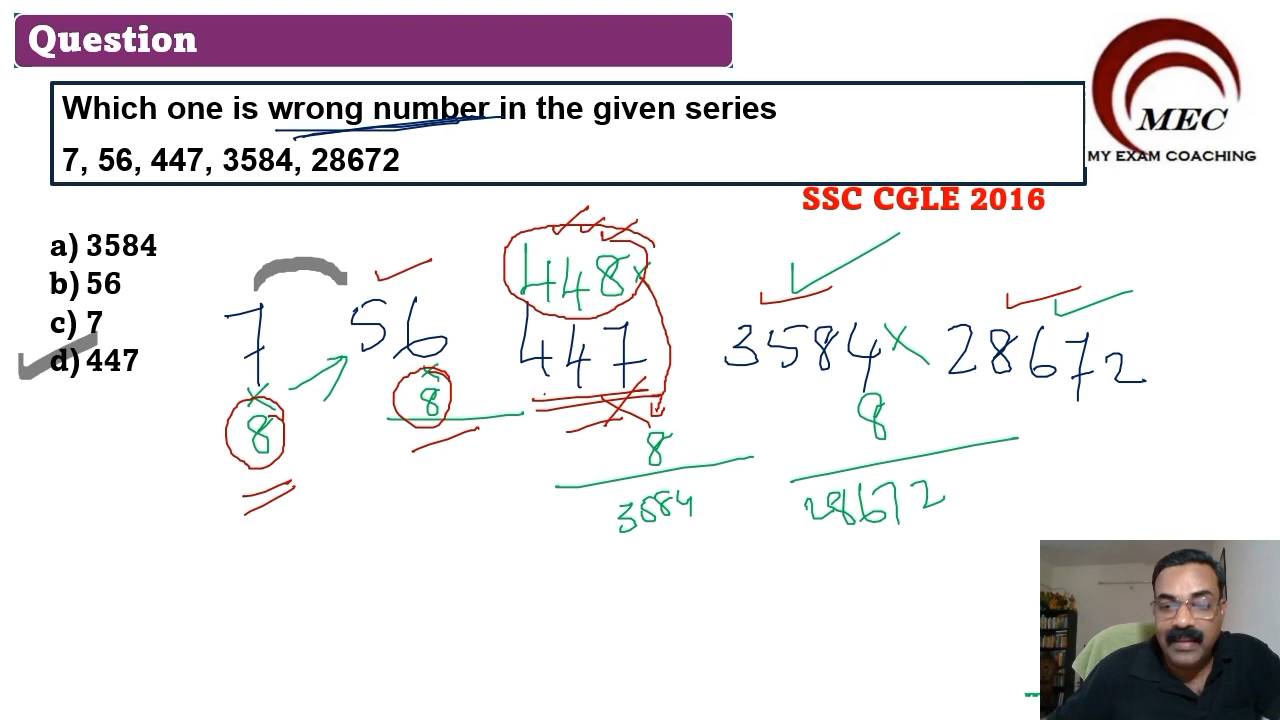 Question
MEC
MY EXAM COACHING
Which one is wrong number in the given series
7, 56, 447, 3584, 28672
SSC CGLE 2016
a) 3584
b) 56
c) 7
d) 447
448 ×
7 56 447 3584 × 28672
× ×
8 8 8 8
3584 28672